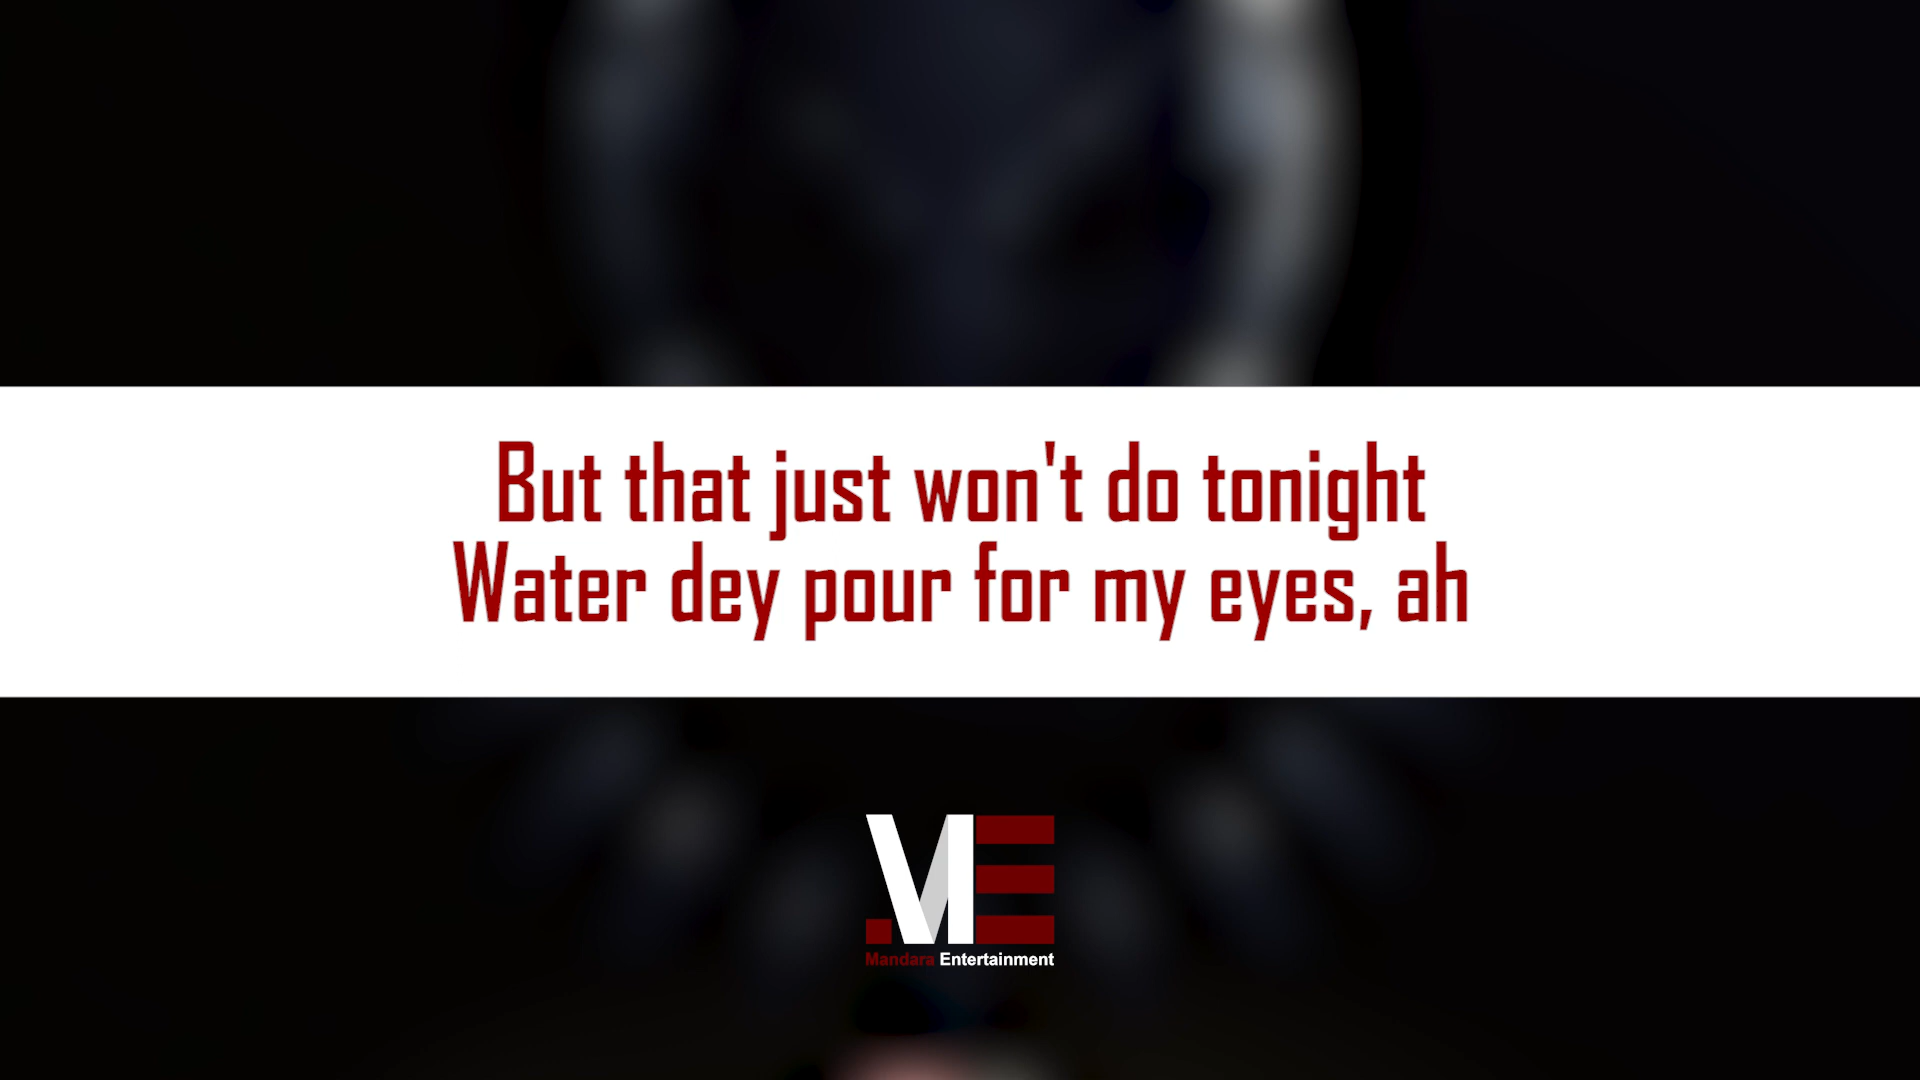 But that just won't do tonight
Water dey pour for my eyes, ah
Mandara Entertainment